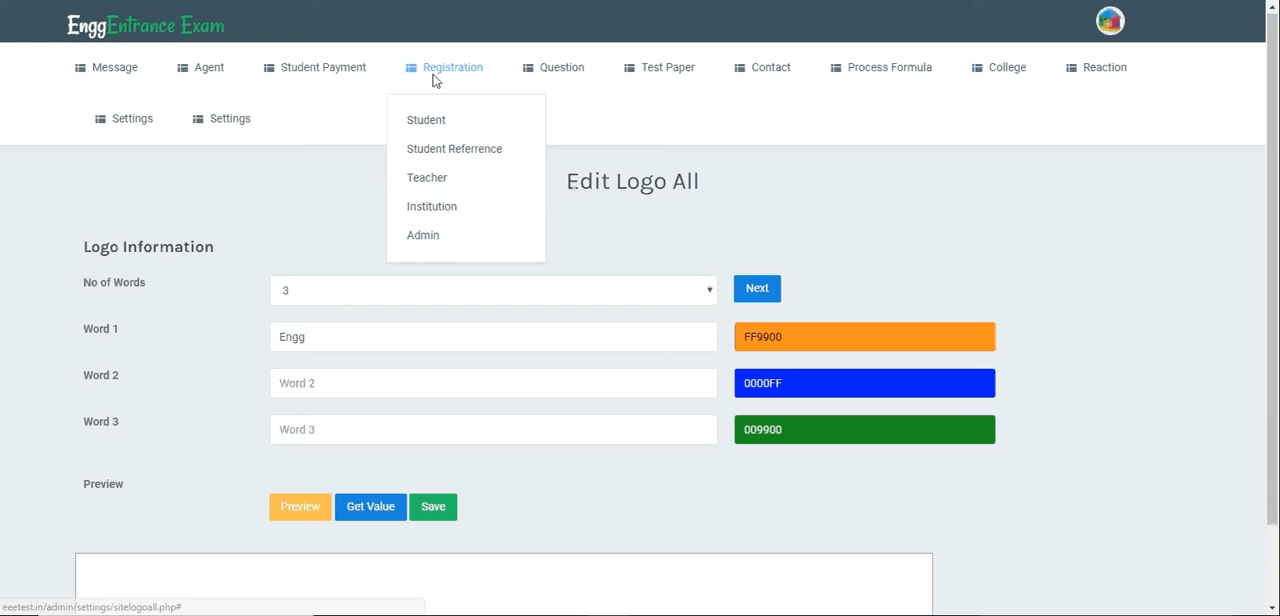 EnggEntrance Exam
Message Agent Student Payment Registration Question Test Paper Contact Process Formula College Reaction
Settings Settings
Student
Student Referrence
Teacher
Institution
Admin
Edit Logo All
Logo Information
No of Words 3 Next
Word 1 Engg FF9900
Word 2 Word 2 0000FF
Word 3 Word 3 009900
Preview
Preview Get Value Save
eeetest.in/admin/settings/sitelogoall.php#